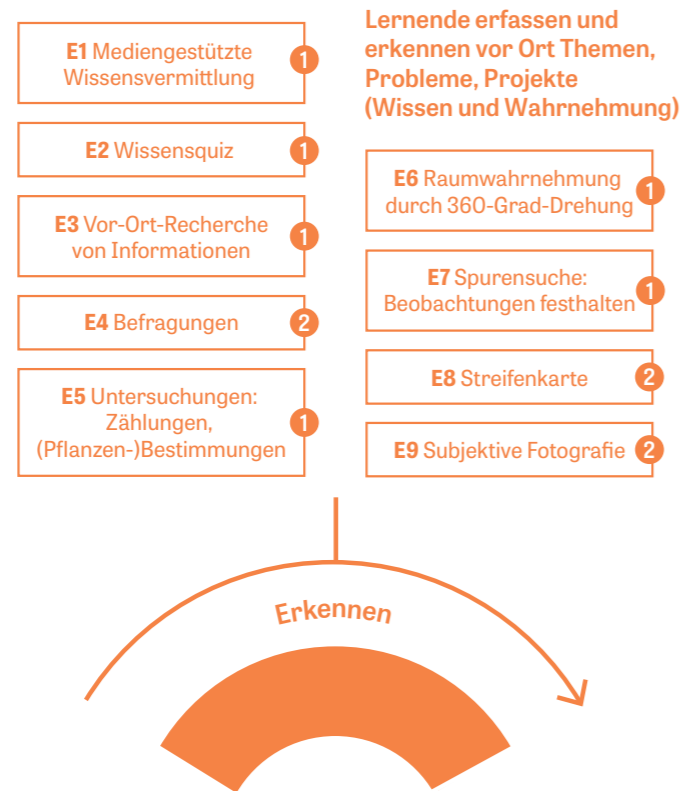 E1 Mediengestützte
Wissensvermittlung
1
E2 Wissensquiz
1
E3 Vor-Ort-Recherche
von Informationen
1
E4 Befragungen
2
E5 Untersuchungen:
Zählungen,
(Pflanzen-)Bestimmungen
1
Lernende erfassen und
erkennen vor Ort Themen,
Probleme, Projekte
(Wissen und Wahrnehmung)
E6 Raumwahrnehmung
durch 360-Grad-Drehung
1
E7 Spurensuche:
Beobachtungen festhalten
1
E8 Streifenkarte
2
E9 Subjektive Fotografie
2
Erkennen